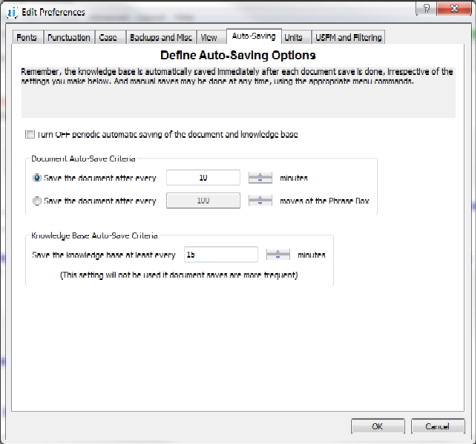 Edit Preferences
Fonts Punctuation Case Backups and Misc View Auto-Saving Units USFM and Filtering
Define Auto-Saving Options
Remember, the knowledge base is automatically saved immediately after each document save is done, irrespective of the
settings you make below. And manual saves may be done at any time, using the appropriate menu commands.
Turn OFF periodic automatic saving of the document and knowledge base
Document Auto-Save Criteria
Save the document after every 10 minutes
Save the document after every 100 moves of the Phrase Box
Knowledge Base Auto-Save Criteria
Save the knowledge base at least every 15 minutes
(This setting will not be used if document saves are more frequent)
OK Cancel